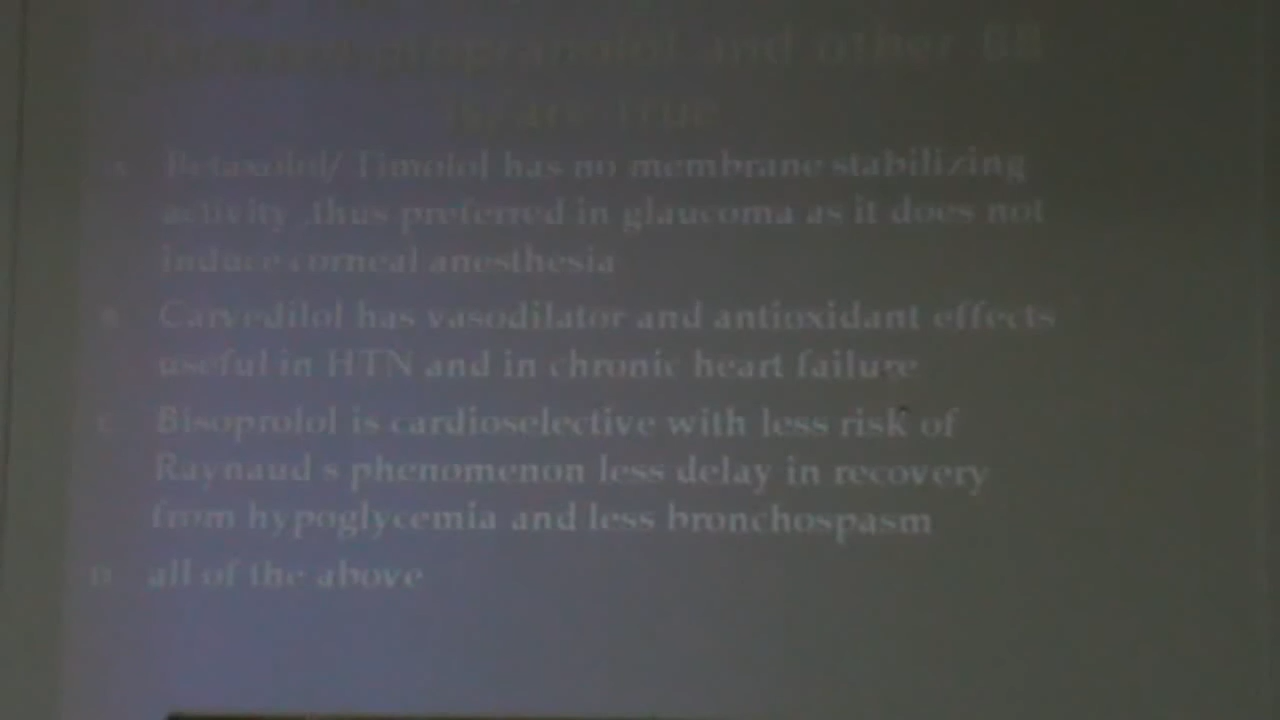 and other BB
is/are true
A. Betaxolol/ Timolol has no membrane stabilizing
activity ,thus preferred in glaucoma as it does not
induce corneal anesthesia
B. Carvedilol has vasodilator and antioxidant effects
useful in HTN and in chronic heart failure
C. Bisoprolol is cardioselective with less risk of
Raynaud s phenomenon less delay in recovery
from hypoglycemia and less bronchospasm
D. all of the above